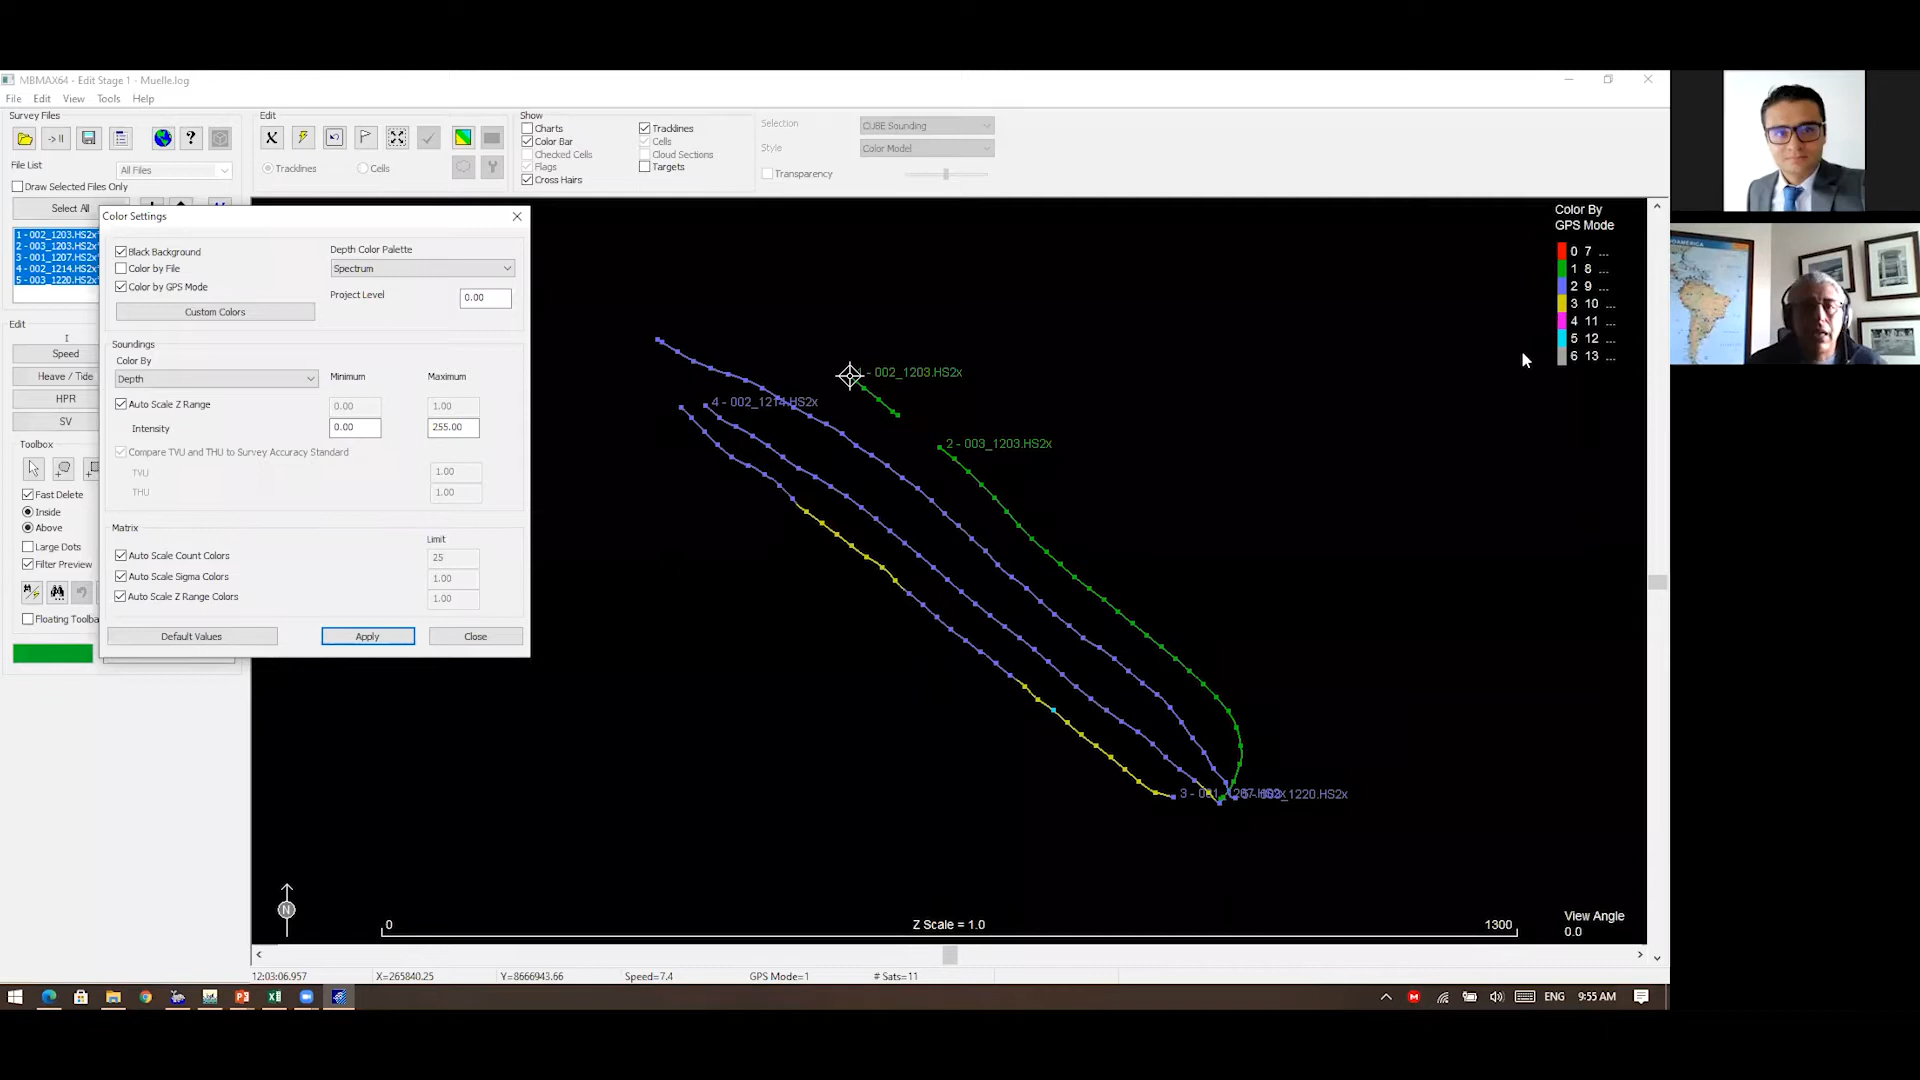 MBMAX64 - Edit Stage 1 - Muelle.log
File Edit View Tools Help
Survey Files
File List
All Files
Draw Selected Files Only
Select All
1 - 002_1203.HS2x
2 - 003_1203.HS2x
3 - 001_1207.HS2x
4 - 002_1214.HS2x
5 - 003_1220.HS2x
Edit
Speed
Heave / Tide
HPR
SV
Toolbox
Fast Delete
Inside
Above
Large Dots
Filter Preview
Floating Toolba
Edit
Tracklines
Cells
Show
Charts
Color Bar
Checked Cells
Flags
Cross Hairs
Tracklines
Cells
Cloud Sections
Targets
Selection
CUBE Sounding
Style
Color Model
Transparency
Color Settings
Black Background
Color by File
Color by GPS Mode
Custom Colors
Depth Color Palette
Spectrum
Project Level
0.00
Soundings
Color By
Depth
Minimum
Maximum
Auto Scale Z Range
0.00
1.00
Intensity
0.00
255.00
Compare TVU and THU to Survey Accuracy Standard
TVU
1.00
THU
1.00
Matrix
Limit
Auto Scale Count Colors
25
Auto Scale Sigma Colors
1.00
Auto Scale Z Range Colors
1.00
Default Values
Apply
Close
Color By
GPS Mode
0 7 ...
1 8 ...
2 9 ...
3 10 ...
4 11 ...
5 12 ...
6 13 ...
- 002_1203.HS2x
4 - 002_1214.HS2x
2 - 003_1203.HS2x
3 - 001_1207.HS2x
1220.HS2x
N
0
Z Scale = 1.0
1300
View Angle
0.0
12:03:06.957
X=265840.25
Y=8666943.66
Speed=7.4
GPS Mode=1
# Sats=11
ENG
9:55 AM